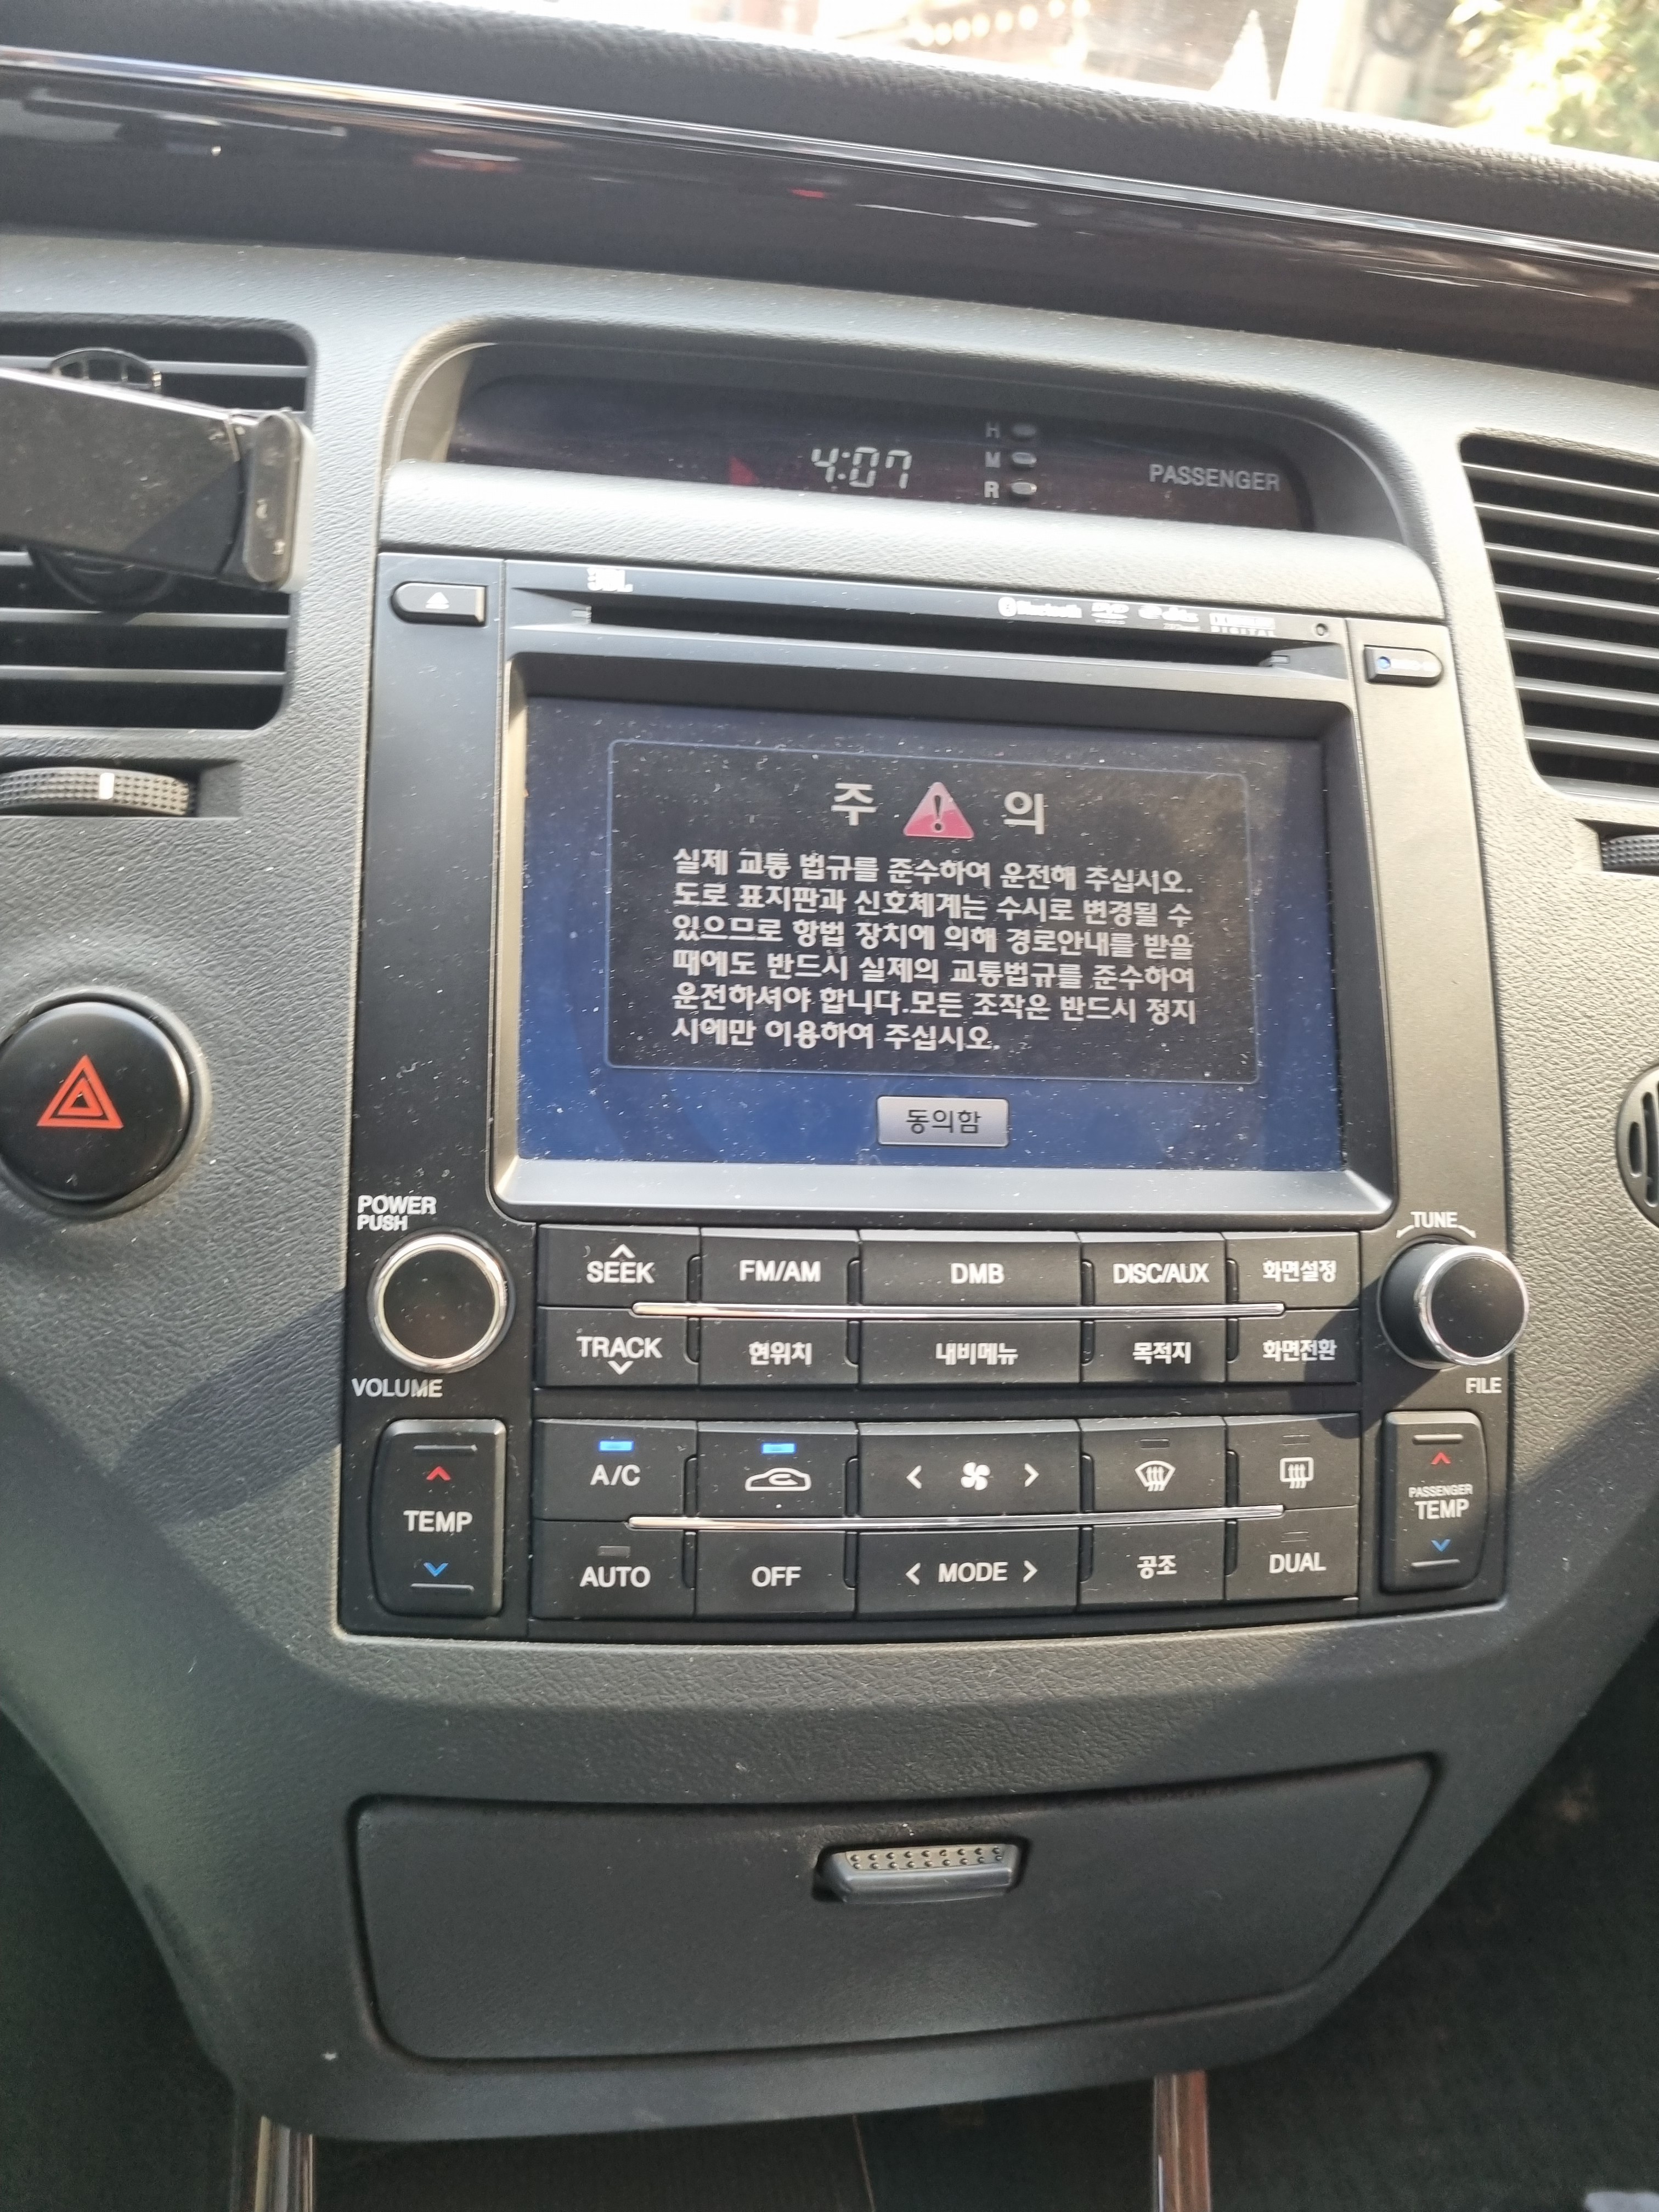 4:07
H
M
R
PASSENGER
JBL
Bluetooth
DIGITAL
주 의
실제 교통 법규를 준수하여 운전해 주십시오.
도로 표지판과 신호체계는 수시로 변경될 수
있으므로 항법 장치에 의해 경로안내를 받을
때에도 반드시 실제의 교통법규를 준수하여
운전하셔야 합니다.모든 조작은 반드시 정지
시에만 이용하여 주십시오.
동의함
POWER
PUSH
VOLUME
SEEK FM/AM DMB DISC/AUX 화면설정
TRACK 현위치 내비메뉴 목적지 화면전환
TUNE
FILE
TEMP
A/C
AUTO OFF MODE 공조 DUAL
PASSENGER
TEMP